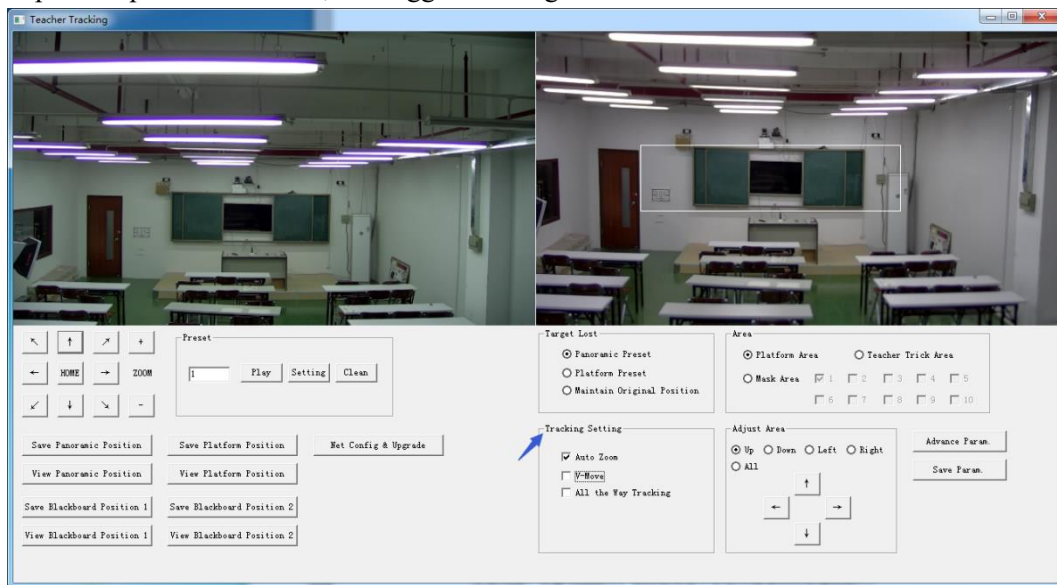 Teacher Tracking
HOME
ZOOM
+
-
Preset
1
Play
Setting
Clean
Save Panoramic Position
Save Platform Position
Net Config & Upgrade
View Panoramic Position
View Platform Position
Save Blackboard Position 1
Save Blackboard Position 2
View Blackboard Position 1
View Blackboard Position 2
Target Lost
Panoramic Preset
Platform Preset
Maintain Original Position
Area
Platform Area
Teacher Trick Area
Mask Area
1 2 3 4 5
6 7 8 9 10
Tracking Setting
Auto Zoom
V-Move
All the Way Tracking
Adjust Area
Up Down Left Right
All
Advance Param.
Save Param.